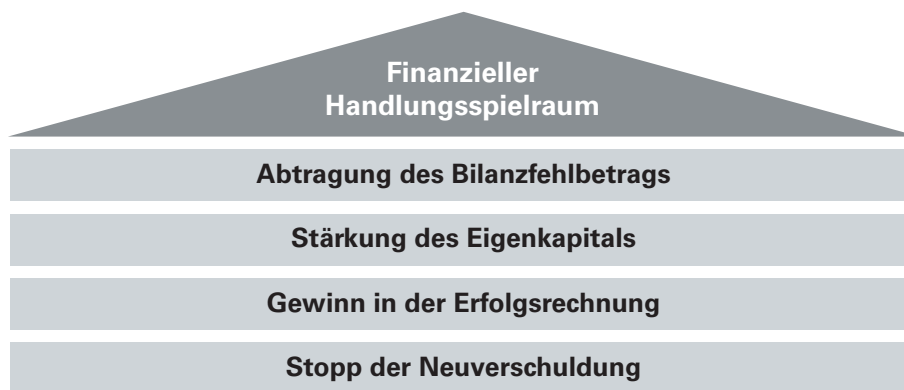 Finanzieller
Handlungsspielraum
Abtragung des Bilanzfehlbetrags
Stärkung des Eigenkapitals
Gewinn in der Erfolgsrechnung
Stopp der Neuverschuldung